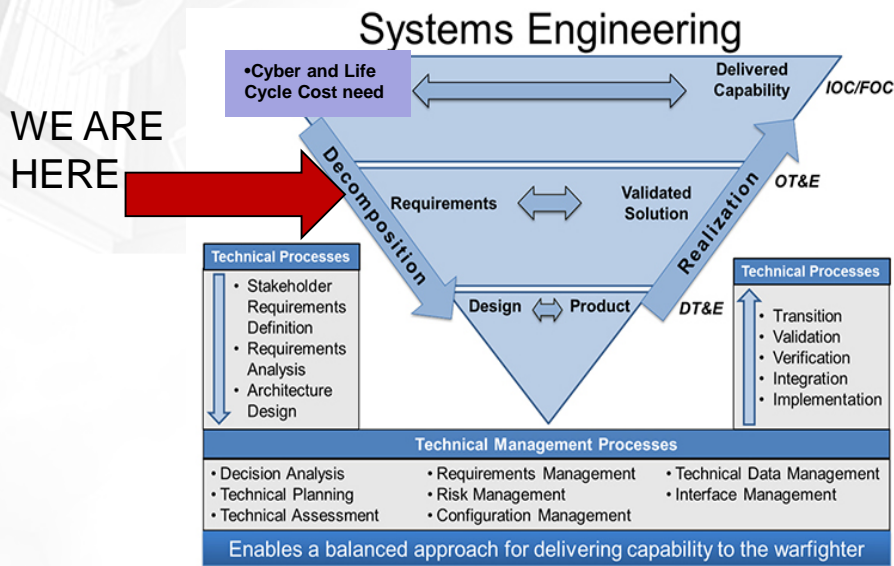 Systems Engineering
•Cyber and Life
Cycle Cost need
Delivered
Capability
IOC/FOC
WE ARE
HERE
Decomposition
Requirements
Validated
Solution
Realization
OT&E
Design
Product
DT&E
Technical Processes
• Stakeholder
Requirements
Definition
• Requirements
Analysis
• Architecture
Design
Technical Processes
• Transition
• Validation
• Verification
• Integration
• Implementation
Technical Management Processes
• Decision Analysis
• Technical Planning
• Technical Assessment
• Requirements Management
• Risk Management
• Configuration Management
• Technical Data Management
• Interface Management
Enables a balanced approach for delivering capability to the warfighter